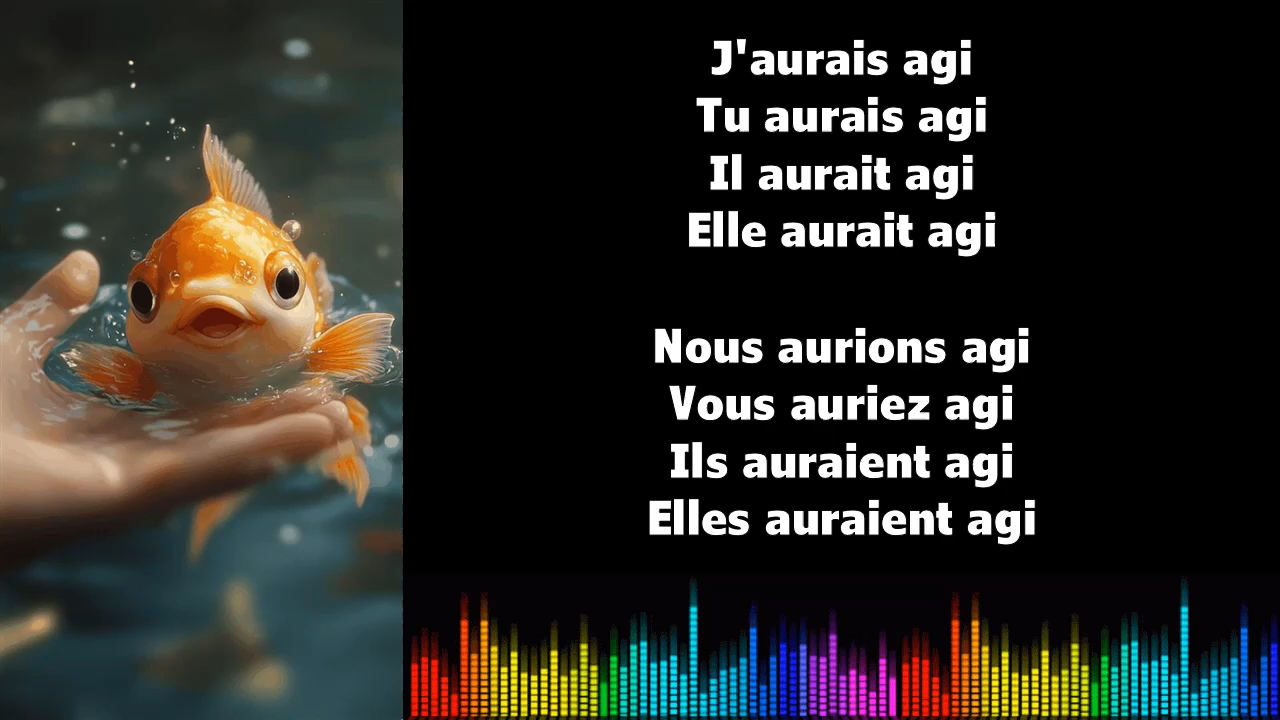 J'aurais agi
Tu aurais agi
Il aurait agi
Elle aurait agi
Nous aurions agi
Vous auriez agi
Ils auraient agi
Elles auraient agi